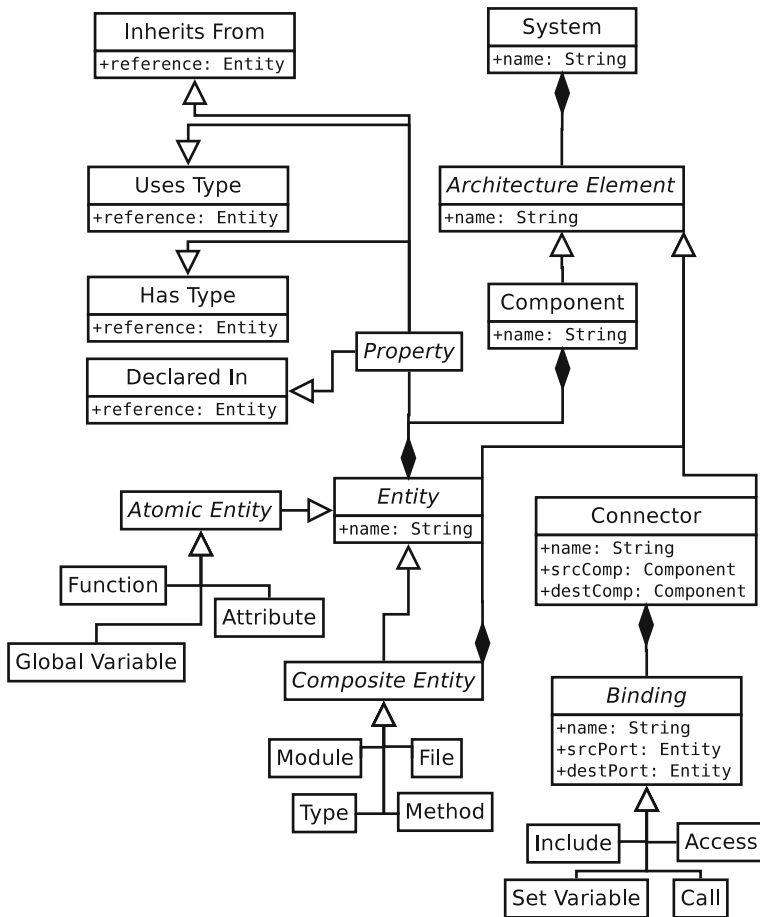 Inherits From
+reference: Entity
System
+name: String
Uses Type
+reference: Entity
Architecture Element
+name: String
Has Type
+reference: Entity
Component
+name: String
Property
Declared In
+reference: Entity
Atomic Entity
Entity
+name: String
Connector
+name: String
+srcComp: Component
+destComp: Component
Function
Attribute
Global Variable
Composite Entity
Binding
+name: String
+srcPort: Entity
+destPort: Entity
Module
File
Type
Method
Include
Access
Set Variable
Call